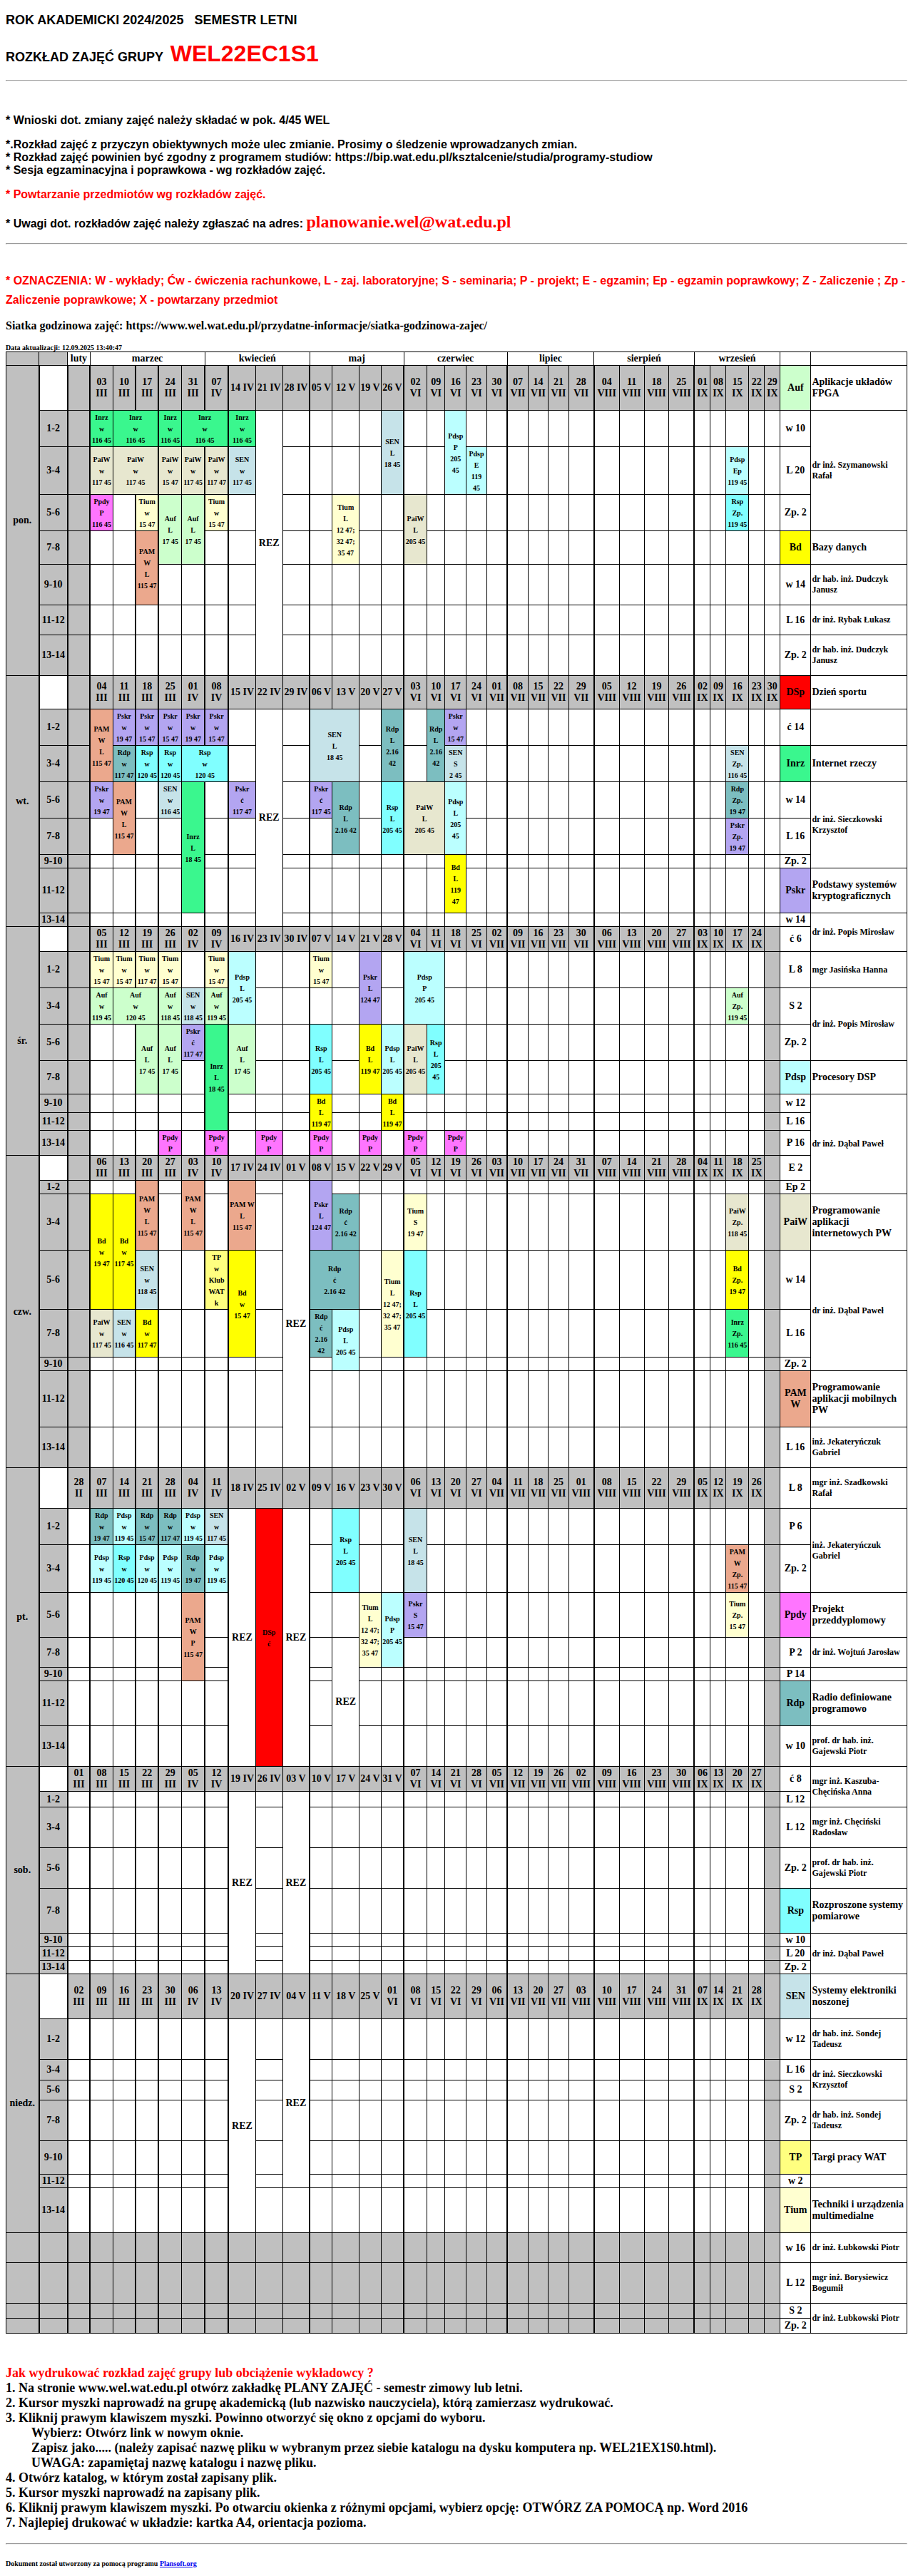 ROK AKADEMICKI 2024/2025 SEMESTR LETNI
ROZKŁAD ZAJĘĆ GRUPY WEL22EC1S1
* Wnioski dot. zmiany zajęć należy składać w pok. 4/45 WEL
*.Rozkład zajęć z przyczyn obiektywnych może ulec zmianie. Prosimy o śledzenie wprowadzanych zmian.
* Rozkład zajęć powinien być zgodny z programem studiów: https://bip.wat.edu.pl/ksztalcenie/studia/programy-studiow
* Sesja egzaminacyjna i poprawkowa - wg rozkładów zajęć.
* Powtarzanie przedmiotów wg rozkładów zajęć.
* Uwagi dot. rozkładów zajęć należy zgłaszać na adres: planowanie.wel@wat.edu.pl
* OZNACZENIA: W - wykłady; Ćw - ćwiczenia rachunkowe, L - zaj. laboratoryjne; S - seminaria; P - projekt; E - egzamin; Ep - egzamin poprawkowy; Z - Zaliczenie ; Zp -
Zaliczenie poprawkowe; X - powtarzany przedmiot
Siatka godzinowa zajęć: https://www.wel.wat.edu.pl/przydatne-informacje/siatka-godzinowa-zajec/
Data aktualizacji: 12.09.2025 13:40:47
luty marzec kwiecień maj czerwiec lipiec sierpień wrzesień
pon. 03 III 10 III 17 III 24 III 31 III 07 IV 14 IV 21 IV 28 IV 05 V 12 V 19 V 26 V 02 VI 09 VI 16 VI 23 VI 30 VI 07 VII 14 VII 21 VII 28 VII 04 VIII 11 VIII 18 VIII 25 VIII 01 IX 08 IX 15 IX 22 IX 29 IX Auf Aplikacje układów FPGA
1-2 Inrz w 116 45 Inrz w 116 45 Inrz w 116 45 Inrz w 116 45 Inrz w 116 45 REZ SEN L 18 45 Pdsp P 205 45 w 10
3-4 PaiW w 117 45 PaiW w 117 45 PaiW w 15 47 PaiW w 117 45 PaiW w 117 47 SEN w 117 45 Pdsp E 119 45 Pdsp Ep 119 45 L 20 dr inż. Szymanowski Rafał
5-6 Ppdy P 116 45 Tium w 15 47 Auf L 17 45 Auf L 17 45 Tium w 15 47 Tium L 12 47; 32 47; 35 47 PaiW L 205 45 Rsp Zp. 119 45 Zp. 2
7-8 PAM W L 115 47 Bd Bazy danych
9-10 w 14 dr hab. inż. Dudczyk Janusz
11-12 L 16 dr inż. Rybak Łukasz
13-14 Zp. 2 dr hab. inż. Dudczyk Janusz
wt. 04 III 11 III 18 III 25 III 01 IV 08 IV 15 IV 22 IV 29 IV 06 V 13 V 20 V 27 V 03 VI 10 VI 17 VI 24 VI 01 VII 08 VII 15 VII 22 VII 29 VII 05 VIII 12 VIII 19 VIII 26 VIII 02 IX 09 IX 16 IX 23 IX 30 IX DSp Dzień sportu
1-2 PAM W L 115 47 Pskr w 19 47 Pskr w 15 47 Pskr w 15 47 Pskr w 19 47 Pskr w 15 47 REZ SEN L 18 45 Rdp L 2.16 42 Rdp L 2.16 42 Pskr w 15 47 ć 14
3-4 Rdp w 117 47 Rsp w 120 45 Rsp w 120 45 Rsp w 120 45 SEN S 2 45 SEN Zp. 116 45 Inrz Internet rzeczy
5-6 Pskr w 19 47 PAM W L 115 47 SEN w 116 45 Inrz L 18 45 Pskr ć 117 47 Pskr ć 117 45 Rdp L 2.16 42 Rsp L 205 45 PaiW L 205 45 Pdsp L 205 45 Rdp Zp. 19 47 w 14 dr inż. Sieczkowski Krzysztof
7-8 Pskr Zp. 19 47 L 16
9-10 Bd L 119 47 Zp. 2
11-12 Pskr Podstawy systemów kryptograficznych
13-14 w 14 dr inż. Popis Mirosław
śr. 05 III 12 III 19 III 26 III 02 IV 09 IV 16 IV 23 IV 30 IV 07 V 14 V 21 V 28 V 04 VI 11 VI 18 VI 25 VI 02 VII 09 VII 16 VII 23 VII 30 VII 06 VIII 13 VIII 20 VIII 27 VIII 03 IX 10 IX 17 IX 24 IX ć 6
1-2 Tium w 15 47 Tium w 15 47 Tium w 117 47 Tium w 15 47 Tium w 15 47 Pdsp L 205 45 Tium w 15 47 Pskr L 124 47 Pdsp P 205 45 L 8 mgr Jasińska Hanna
3-4 Auf w 119 45 Auf w 120 45 Auf w 118 45 SEN w 118 45 Auf w 119 45 Auf Zp. 119 45 S 2 dr inż. Popis Mirosław
5-6 Auf L 17 45 Auf L 17 45 Pskr ć 117 47 Inrz L 18 45 Auf L 17 45 Rsp L 205 45 Bd L 119 47 Pdsp L 205 45 PaiW L 205 45 Rsp L 205 45 Zp. 2
7-8 Pdsp Procesory DSP
9-10 Bd L 119 47 Bd L 119 47 w 12 dr inż. Dąbal Paweł
11-12 L 16
13-14 Ppdy P Ppdy P Ppdy P Ppdy P Ppdy P Ppdy P Ppdy P P 16
czw. 06 III 13 III 20 III 27 III 03 IV 10 IV 17 IV 24 IV 01 V 08 V 15 V 22 V 29 V 05 VI 12 VI 19 VI 26 VI 03 VII 10 VII 17 VII 24 VII 31 VII 07 VIII 14 VIII 21 VIII 28 VIII 04 IX 11 IX 18 IX 25 IX E 2
1-2 PAM W L 115 47 PAM W L 115 47 PAM W L 115 47 REZ Pskr L 124 47 Ep 2
3-4 Bd w 19 47 Bd w 117 45 Rdp ć 2.16 42 Tium S 19 47 PaiW Zp. 118 45 PaiW Programowanie aplikacji internetowych PW
5-6 SEN w 118 45 TP w Klub WAT k Bd w 15 47 Rdp ć 2.16 42 Tium L 12 47; 32 47; 35 47 Rsp L 205 45 Bd Zp. 19 47 w 14 dr inż. Dąbal Paweł
7-8 PaiW w 117 45 SEN w 116 45 Bd w 117 47 Rdp ć 2.16 42 Pdsp L 205 45 Inrz Zp. 116 45 L 16
9-10 Zp. 2
11-12 PAM W Programowanie aplikacji mobilnych PW
13-14 L 16 inż. Jekateryńczuk Gabriel
pt. 28 II 07 III 14 III 21 III 28 III 04 IV 11 IV 18 IV 25 IV 02 V 09 V 16 V 23 V 30 V 06 VI 13 VI 20 VI 27 VI 04 VII 11 VII 18 VII 25 VII 01 VIII 08 VIII 15 VIII 22 VIII 29 VIII 05 IX 12 IX 19 IX 26 IX L 8 mgr inż. Szadkowski Rafał
1-2 Rdp w 19 47 Pdsp w 119 45 Rdp w 15 47 Rdp w 117 47 Pdsp w 119 45 SEN w 117 45 REZ DSp ć REZ Rsp L 205 45 SEN L 18 45 P 6 inż. Jekateryńczuk Gabriel
3-4 Pdsp w 119 45 Rsp w 120 45 Pdsp w 120 45 Pdsp w 119 45 Rdp w 19 47 Pdsp w 119 45 PAM W Zp. 115 47 Zp. 2
5-6 PAM W P 115 47 REZ Tium L 12 47; 32 47; 35 47 Pdsp P 205 45 Pskr S 15 47 Tium Zp. 15 47 Ppdy Projekt przeddyplomowy
7-8 P 2 dr inż. Wojtuń Jarosław
9-10 P 14
11-12 Rdp Radio definiowane programowo
13-14 w 10 prof. dr hab. inż. Gajewski Piotr
sob. 01 III 08 III 15 III 22 III 29 III 05 IV 12 IV 19 IV 26 IV 03 V 10 V 17 V 24 V 31 V 07 VI 14 VI 21 VI 28 VI 05 VII 12 VII 19 VII 26 VII 02 VIII 09 VIII 16 VIII 23 VIII 30 VIII 06 IX 13 IX 20 IX 27 IX ć 8 mgr inż. Kaszuba-Chęcińska Anna
1-2 REZ REZ L 12
3-4 L 12 mgr inż. Chęciński Radosław
5-6 Zp. 2 prof. dr hab. inż. Gajewski Piotr
7-8 Rsp Rozproszone systemy pomiarowe
9-10 w 10 dr inż. Dąbal Paweł
11-12 L 20
13-14 Zp. 2
niedz. 02 III 09 III 16 III 23 III 30 III 06 IV 13 IV 20 IV 27 IV 04 V 11 V 18 V 25 V 01 VI 08 VI 15 VI 22 VI 29 VI 06 VII 13 VII 20 VII 27 VII 03 VIII 10 VIII 17 VIII 24 VIII 31 VIII 07 IX 14 IX 21 IX 28 IX SEN Systemy elektroniki noszonej
1-2 REZ REZ w 12 dr hab. inż. Sondej Tadeusz
3-4 L 16 dr inż. Sieczkowski Krzysztof
5-6 S 2
7-8 Zp. 2 dr hab. inż. Sondej Tadeusz
9-10 TP Targi pracy WAT
11-12 w 2
13-14 Tium Techniki i urządzenia multimedialne
w 16 dr inż. Łubkowski Piotr
L 12 mgr inż. Borysiewicz Bogumił
S 2 dr inż. Łubkowski Piotr
Zp. 2
Jak wydrukować rozkład zajęć grupy lub obciążenie wykładowcy ?
1. Na stronie www.wel.wat.edu.pl otwórz zakładkę PLANY ZAJĘĆ - semestr zimowy lub letni.
2. Kursor myszki naprowadź na grupę akademicką (lub nazwisko nauczyciela), którą zamierzasz wydrukować.
3. Kliknij prawym klawiszem myszki. Powinno otworzyć się okno z opcjami do wyboru.
Wybierz: Otwórz link w nowym oknie.
Zapisz jako..... (należy zapisać nazwę pliku w wybranym przez siebie katalogu na dysku komputera np. WEL21EX1S0.html).
UWAGA: zapamiętaj nazwę katalogu i nazwę pliku.
4. Otwórz katalog, w którym został zapisany plik.
5. Kursor myszki naprowadź na zapisany plik.
6. Kliknij prawym klawiszem myszki. Po otwarciu okienka z różnymi opcjami, wybierz opcję: OTWÓRZ ZA POMOCĄ np. Word 2016
7. Najlepiej drukować w układzie: kartka A4, orientacja pozioma.
Dokument został utworzony za pomocą programu Plansoft.org